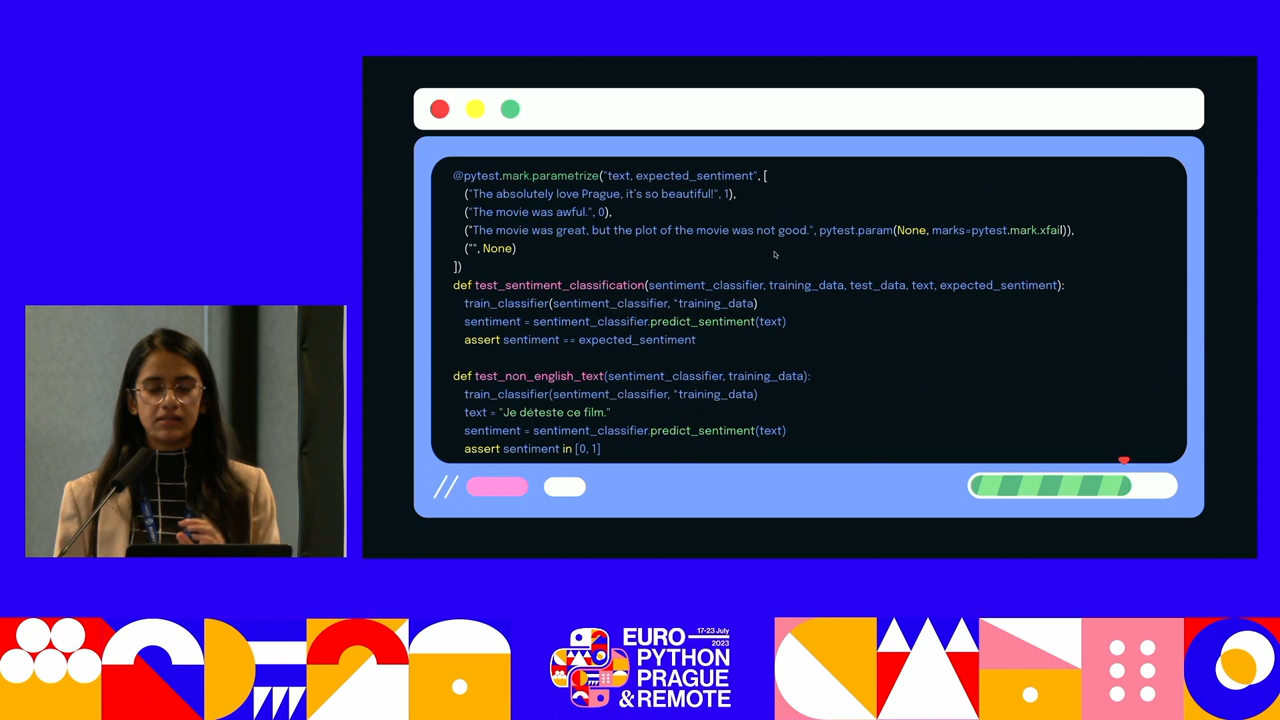 @pytest.mark.parametrize("text, expected_sentiment", [
("The absolutely love Prague, it's so beautiful!", 1),
("The movie was awful.", 0),
("The movie was great, but the plot of the movie was not good.", pytest.param(None, marks=pytest.mark.xfail)),
("", None)
])
def test_sentiment_classification(sentiment_classifier, training_data, test_data, text, expected_sentiment):
train_classifier(sentiment_classifier, *training_data)
sentiment = sentiment_classifier.predict_sentiment(text)
assert sentiment == expected_sentiment
def test_non_english_text(sentiment_classifier, training_data):
train_classifier(sentiment_classifier, *training_data)
text = "Je déteste ce film."
sentiment = sentiment_classifier.predict_sentiment(text)
assert sentiment in [0, 1]
//
EURO 17-23 July 2023
PYTHON
PRAGUE
& REMOTE